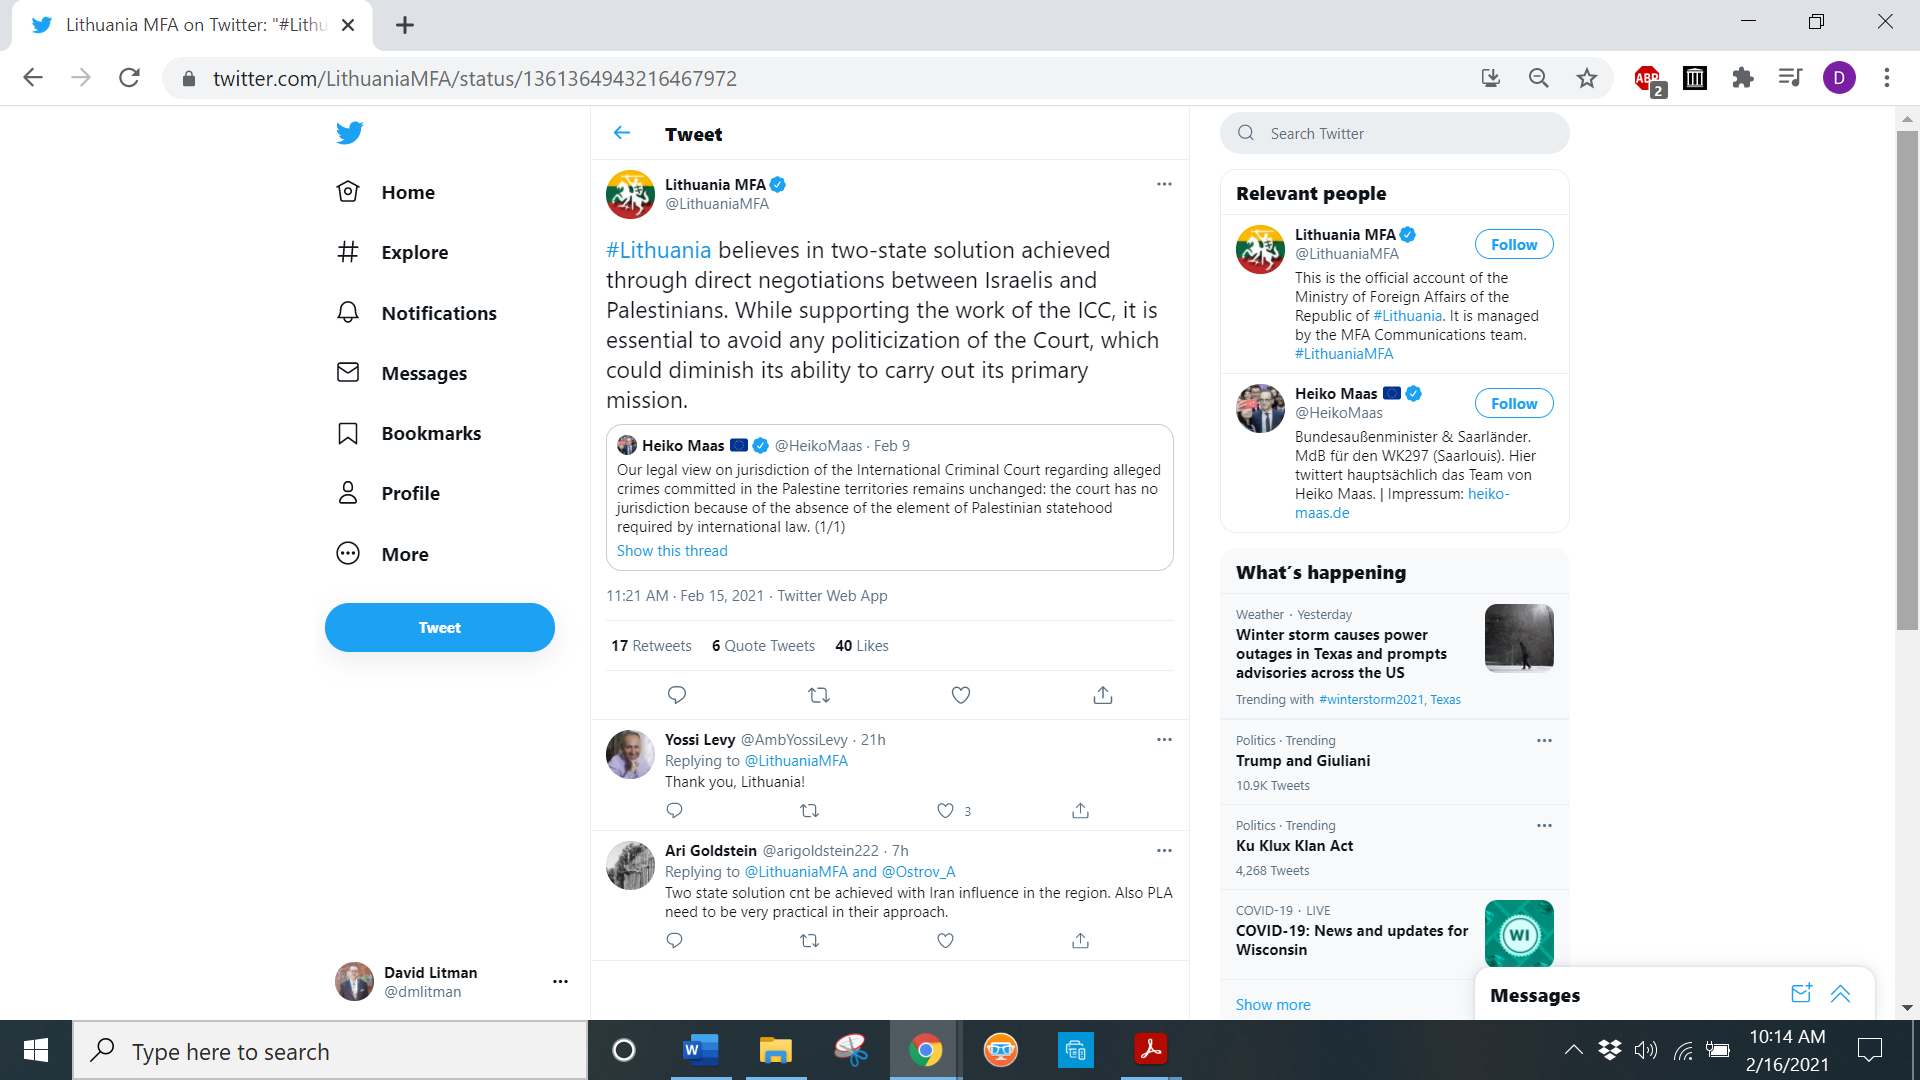 Lithuania MFA on Twitter: "#Lithu
twitter.com/LithuaniaMFA/status/1361364943216467972
ABP
2
D
Home
Explore
Notifications
Messages
Bookmarks
Profile
More
Tweet
David Litman
@dmlitman
Tweet
Lithuania MFA
@LithuaniaMFA
#Lithuania believes in two-state solution achieved
through direct negotiations between Israelis and
Palestinians. While supporting the work of the ICC, it is
essential to avoid any politicization of the Court, which
could diminish its ability to carry out its primary
mission.
Heiko Maas @HeikoMaas · Feb 9
Our legal view on jurisdiction of the International Criminal Court regarding alleged
crimes committed in the Palestine territories remains unchanged: the court has no
jurisdiction because of the absence of the element of Palestinian statehood
required by international law. (1/1)
Show this thread
11:21 AM · Feb 15, 2021 · Twitter Web App
17 Retweets 6 Quote Tweets 40 Likes
Yossi Levy @AmbYossiLevy · 21h
Replying to @LithuaniaMFA
Thank you, Lithuania!
3
Ari Goldstein @arigoldstein222 · 7h
Replying to @LithuaniaMFA and @Ostrov_A
Two state solution cnt be achieved with Iran influence in the region. Also PLA
need to be very practical in their approach.
Search Twitter
Relevant people
Lithuania MFA
@LithuaniaMFA
Follow
This is the official account of the
Ministry of Foreign Affairs of the
Republic of #Lithuania. It is managed
by the MFA Communications team.
#LithuaniaMFA
Heiko Maas
@HeikoMaas
Follow
Bundesaußenminister & Saarländer.
MdB für den WK297 (Saarlouis). Hier
twittert hauptsächlich das Team von
Heiko Maas. | Impressum: heiko-
maas.de
What's happening
Weather · Yesterday
Winter storm causes power
outages in Texas and prompts
advisories across the US
Trending with #winterstorm2021, Texas
Politics · Trending
Trump and Giuliani
10.9K Tweets
Politics · Trending
Ku Klux Klan Act
4,268 Tweets
COVID-19 · LIVE
COVID-19: News and updates for
Wisconsin
WI
Show more
Messages
Type here to search
W
10:14 AM
2/16/2021